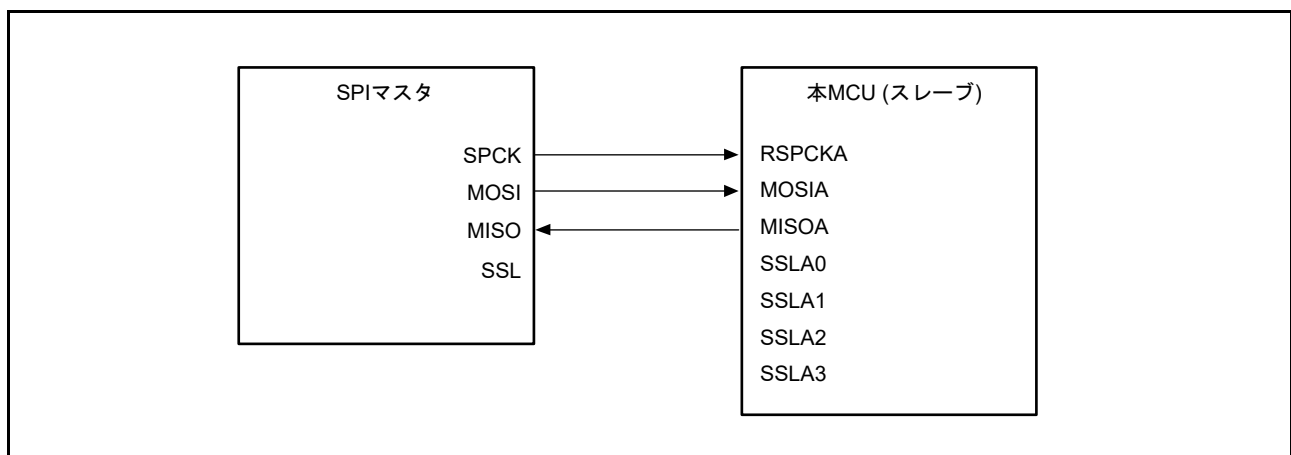 SPIマスタ
SPCK
MOSI
MISO
SSL
本MCU (スレーブ)
RSPCKA
MOSIA
MISOA
SSLA0
SSLA1
SSLA2
SSLA3